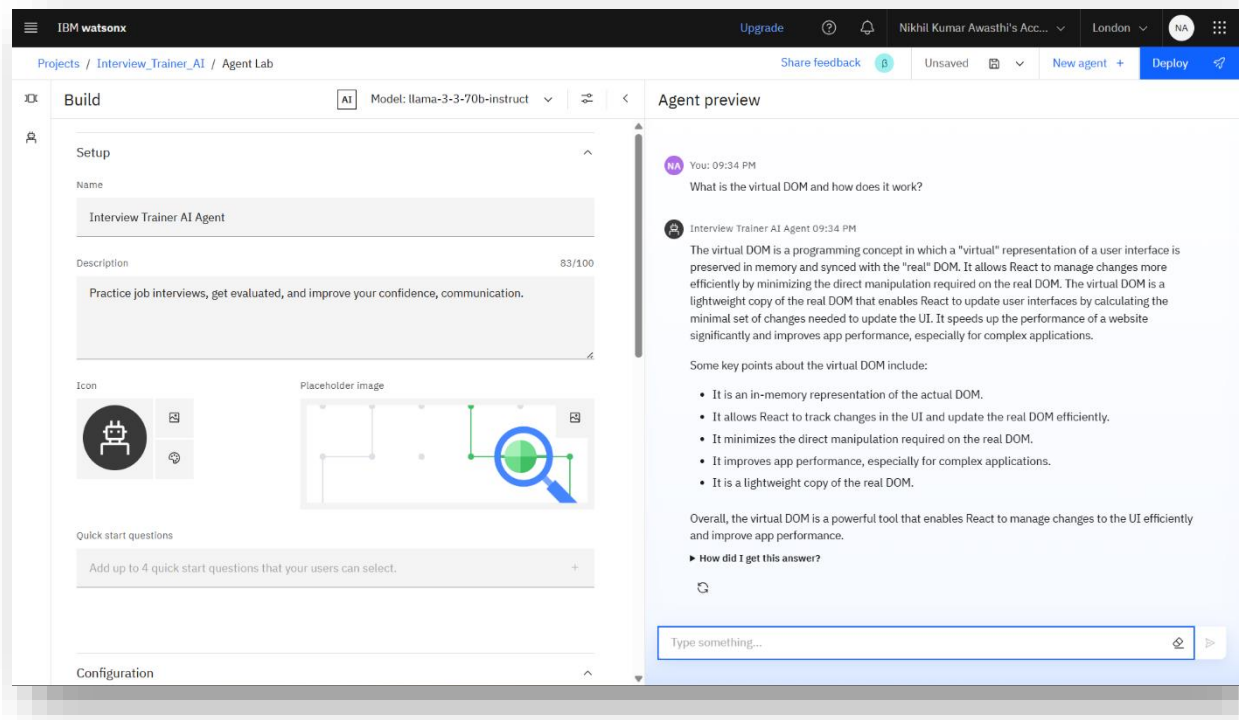 IBM watsonx
Upgrade
Nikhil Kumar Awasthi's Acc...
London
NA
Projects / Interview_Trainer_AI / Agent Lab
Share feedback
β
Unsaved
New agent +
Deploy
Build
AI
Model: llama-3-3-70b-instruct
Agent preview
Setup
Name
Interview Trainer AI Agent
Description
83/100
Practice job interviews, get evaluated, and improve your confidence, communication.
Icon
Placeholder image
Quick start questions
Add up to 4 quick start questions that your users can select.
Configuration
NA
You: 09:34 PM
What is the virtual DOM and how does it work?
Interview Trainer AI Agent 09:34 PM
The virtual DOM is a programming concept in which a "virtual" representation of a user interface is
preserved in memory and synced with the "real" DOM. It allows React to manage changes more
efficiently by minimizing the direct manipulation required on the real DOM. The virtual DOM is a
lightweight copy of the real DOM that enables React to update user interfaces by calculating the
minimal set of changes needed to update the UI. It speeds up the performance of a website
significantly and improves app performance, especially for complex applications.
Some key points about the virtual DOM include:
• It is an in-memory representation of the actual DOM.
• It allows React to track changes in the UI and update the real DOM efficiently.
• It minimizes the direct manipulation required on the real DOM.
• It improves app performance, especially for complex applications.
• It is a lightweight copy of the real DOM.
Overall, the virtual DOM is a powerful tool that enables React to manage changes to the UI efficiently
and improve app performance.
How did I get this answer?
Type something...